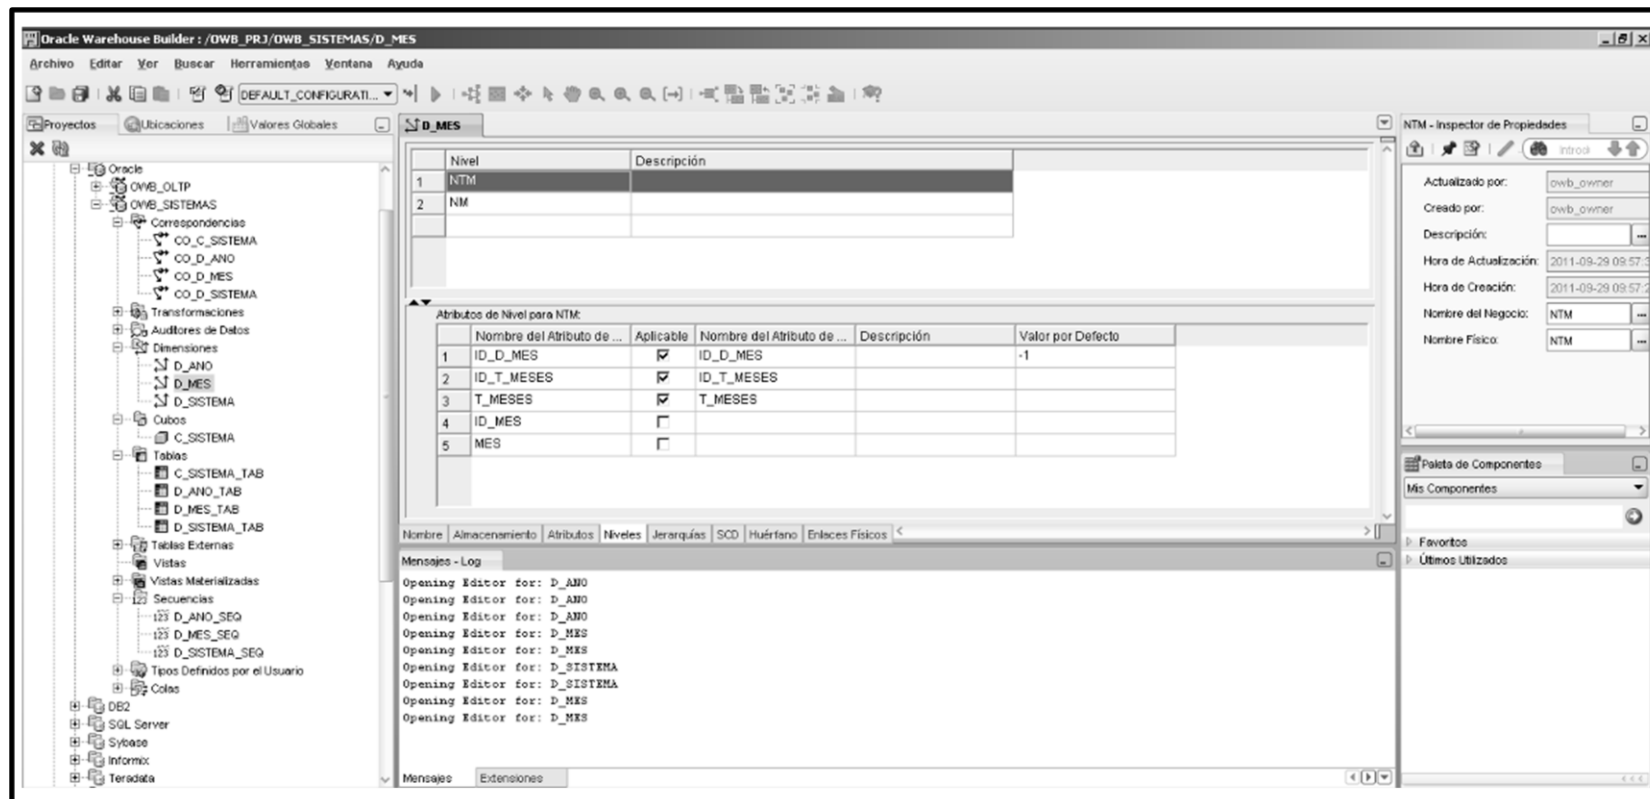 Oracle Warehouse Builder : /OWB_PRJ/OWB_SISTEMAS/D_MES
Archivo Editar Ver Buscar Herramientas Ventana Ayuda
DEFAULT_CONFIGURATI...
Proyectos Ubicaciones Valores Globales
Oracle
OWB_OLTP
OWB_SISTEMAS
Correspondencias
CO_C_SISTEMA
CO_D_ANO
CO_D_MES
CO_D_SISTEMA
Transformaciones
Auditores de Datos
Dimensiones
D_ANO
D_MES
D_SISTEMA
Cubos
C_SISTEMA
Tablas
C_SISTEMA_TAB
D_ANO_TAB
D_MES_TAB
D_SISTEMA_TAB
Tablas Externas
Vistas
Vistas Materializadas
Secuencias
123 D_ANO_SEQ
123 D_MES_SEQ
123 D_SISTEMA_SEQ
Tipos Definidos por el Usuario
Colas
DB2
SQL Server
Sybase
Informix
Teradata
D_MES
Nivel Descripción
1 NTM
2 NM
Atributos de Nivel para NTM:
Nombre del Atributo de ... Aplicable Nombre del Atributo de ... Descripción Valor por Defecto
1 ID_D_MES ID_D_MES -1
2 ID_T_MESES ID_T_MESES
3 T_MESES T_MESES
4 ID_MES
5 MES
Nombre Almacenamiento Atributos Niveles Jerarquías SCD Huérfano Enlaces Físicos
Mensajes - Log
Opening Editor for: D_ANO
Opening Editor for: D_ANO
Opening Editor for: D_ANO
Opening Editor for: D_MES
Opening Editor for: D_MES
Opening Editor for: D_SISTEMA
Opening Editor for: D_SISTEMA
Opening Editor for: D_MES
Opening Editor for: D_MES
Mensajes Extensiones
NTM - Inspector de Propiedades
Introd
Actualizado por: owb_owner
Creado por: owb_owner
Descripción: ...
Hora de Actualización: 2011-09-29 09:57:
Hora de Creación: 2011-09-29 09:57:
Nombre del Negocio: NTM ...
Nombre Físico: NTM ...
Paleta de Componentes
Mis Componentes
Favoritos
Últimos Utilizados